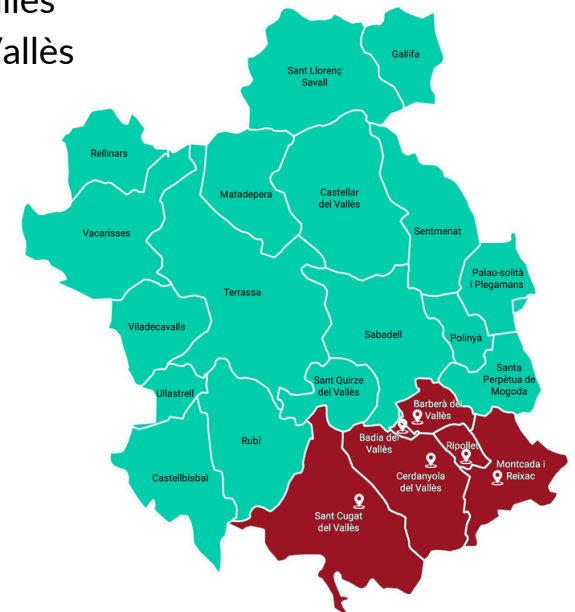 Vallès
Gallifa
Sant Llorenç
Savall
Rellinars
Matadepera
Castellar
del Vallès
Vacarisses
Sentmenat
Palau-solità
i Plegamans
Terrassa
Viladecavalls
Sabadell
Polinyà
Santa
Perpètua de
Mogoda
Sant Quirze
del Vallès
Ullastrell
Barberà del
Vallès
Rubí
Badia del
Vallès
Ripollet
Montcada i
Reixac
Castellbisbal
Cerdanyola
del Vallès
Sant Cugat
del Vallès